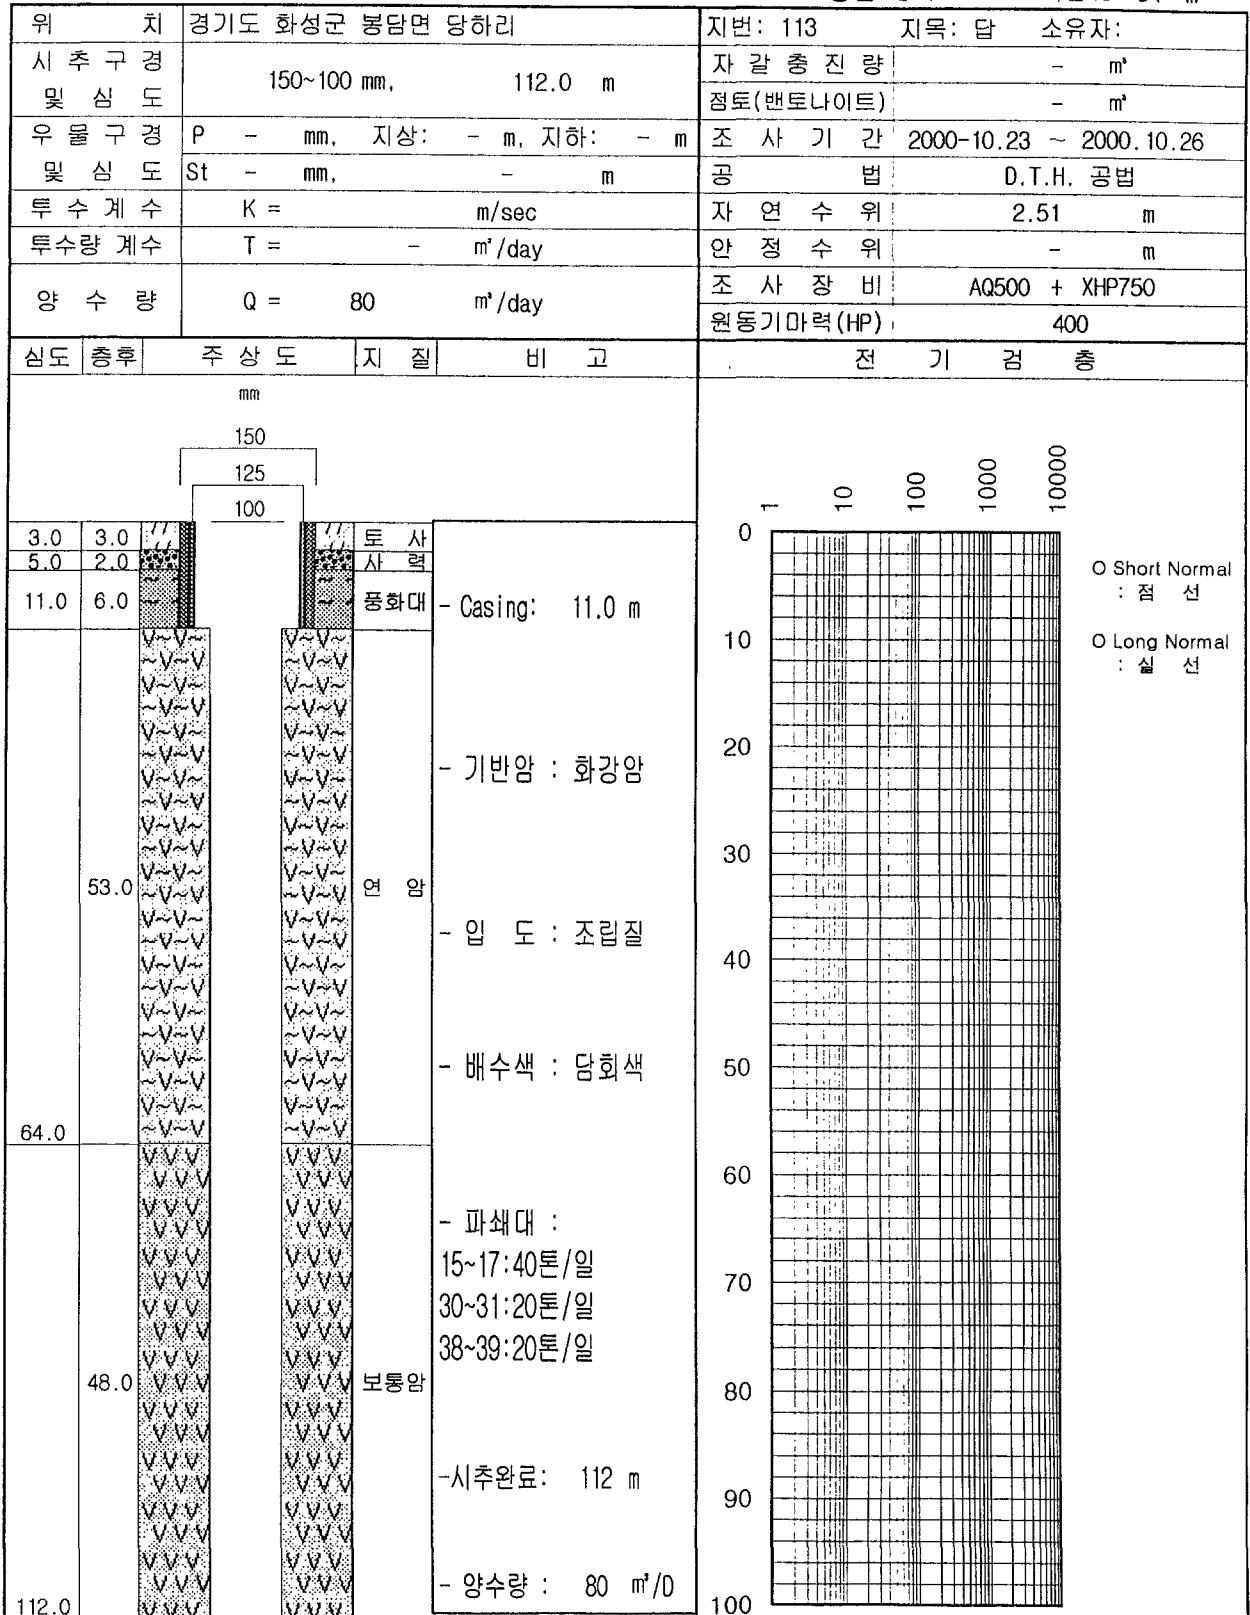 위 치 경기도 화성군 봉담면 당하리 지번: 113 지목: 답 소유자:
시 추 구 경 및 심 도 150~100 mm, 112.0 m
자 갈 충 진 량 - m³
점토(밴토나이트) - m³
우 물 구 경 및 심 도 P - mm, 지상: - m, 지하: - m
St - mm, - m
조 사 기 간 2000-10.23 ~ 2000.10.26
공 법 D.T.H. 공법
투 수 계 수 K = m/sec
자 연 수 위 2.51 m
투수량 계수 T = - m³/day
안 정 수 위 - m
양 수 량 Q = 80 m³/day
조 사 장 비 AQ500 + XHP750
원동기마력(HP) 400
심도 층후 주 상 도 지 질 비 고 전 기 검 층
mm
150
125
100
1 10 100 1000 10000
3.0 3.0 토 사
5.0 2.0 사 력
11.0 6.0 풍화대 - Casing: 11.0 m
- 기반암 : 화강암
53.0 연 암
- 입 도 : 조립질
- 배수색 : 담회색
64.0
- 파쇄대 :
15~17:40톤/일
30~31:20톤/일
38~39:20톤/일
48.0 보통암
-시추완료: 112 m
- 양수량 : 80 m³/D
112.0
0
10
20
30
40
50
60
70
80
90
100
O Short Normal
: 점 선
O Long Normal
: 실 선